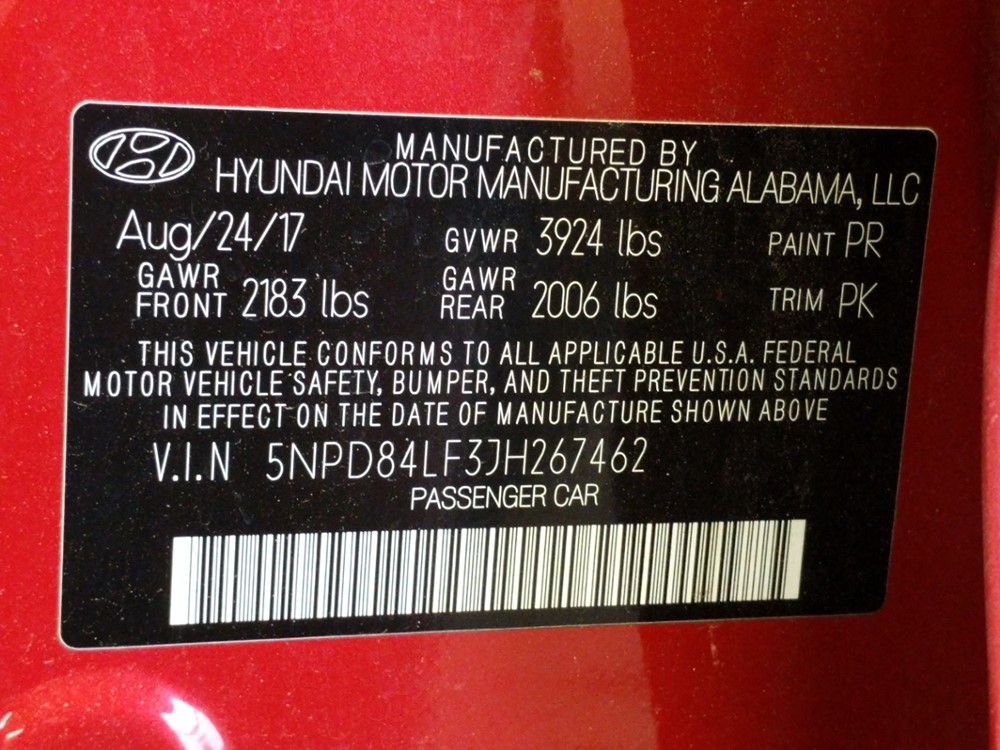 MANUFACTURED BY
HYUNDAI MOTOR MANUFACTURING ALABAMA, LLC
Aug/24/17 GVWR 3924 lbs PAINT PR
GAWR FRONT 2183 lbs GAWR REAR 2006 lbs TRIM PK
THIS VEHICLE CONFORMS TO ALL APPLICABLE U.S.A. FEDERAL
MOTOR VEHICLE SAFETY, BUMPER, AND THEFT PREVENTION STANDARDS
IN EFFECT ON THE DATE OF MANUFACTURE SHOWN ABOVE
V.I.N 5NPD84LF3JH267462
PASSENGER CAR